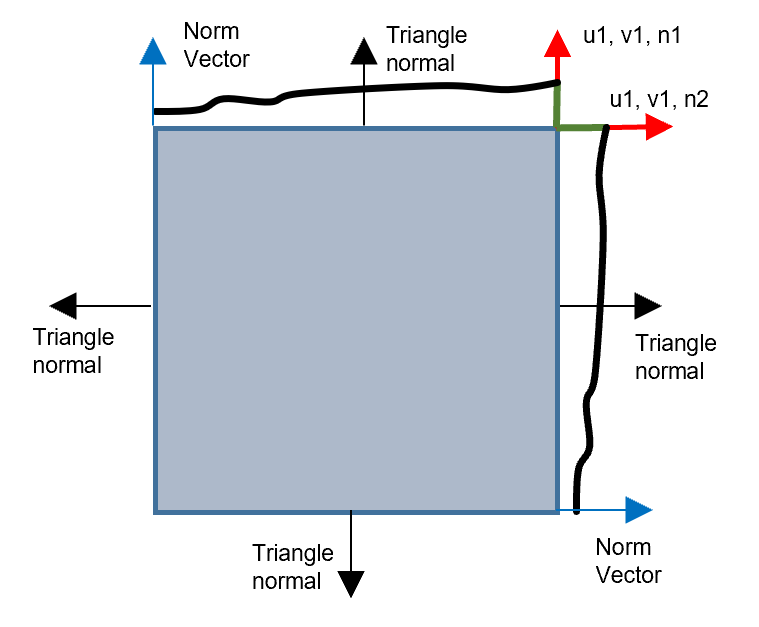 Norm
Vector
Triangle
normal
u1, v1, n1
u1, v1, n2
Triangle
normal
Triangle
normal
Triangle
normal
Norm
Vector